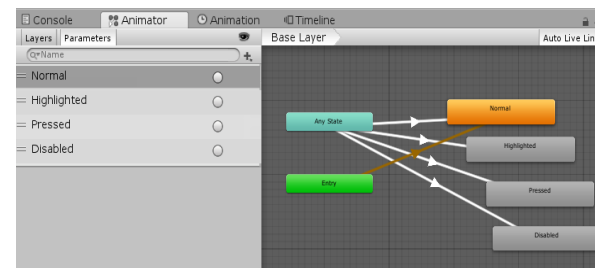 Console Animator Animation Timeline
Layers Parameters Base Layer Auto Live Lin
Name
Normal
Highlighted
Pressed
Disabled
Any State
Normal
Highlighted
Entry
Pressed
Disabled